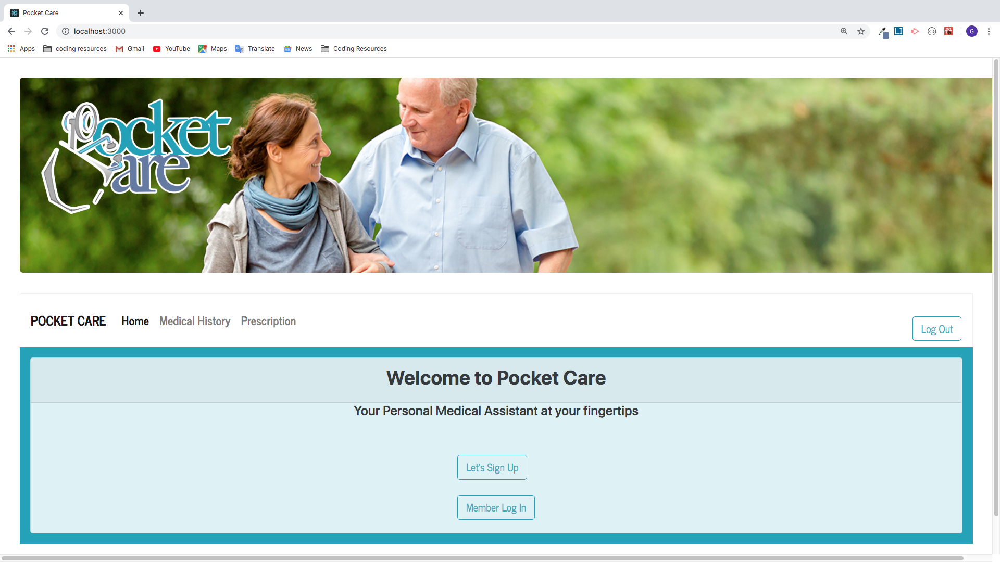 Pocket Care
localhost:3000
G
Apps coding resources Gmail YouTube Maps Translate News Coding Resources
Pocket
Care
POCKET CARE Home Medical History Prescription
Log Out
Welcome to Pocket Care
Your Personal Medical Assistant at your fingertips
Let's Sign Up
Member Log In